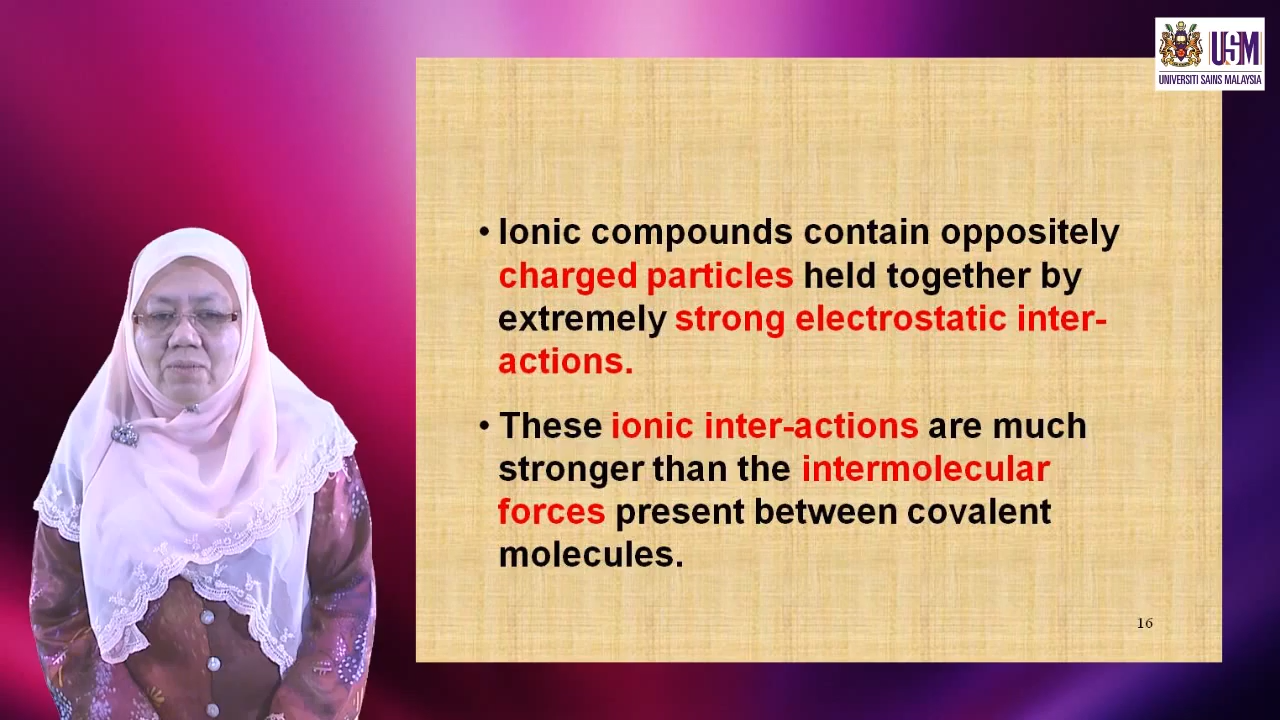 USM
UNIVERSITI SAINS MALAYSIA
• Ionic compounds contain oppositely
charged particles held together by
extremely strong electrostatic inter-
actions.
• These ionic inter-actions are much
stronger than the intermolecular
forces present between covalent
molecules.
16